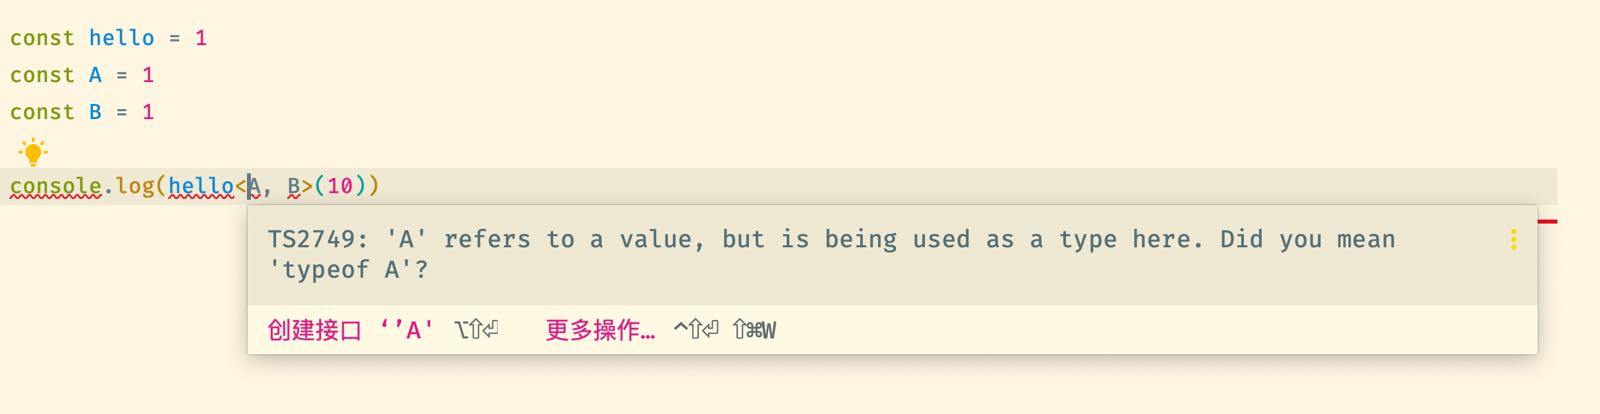 const hello = 1
const A = 1
const B = 1
console.log(hello<A, B>(10))
TS2749: 'A' refers to a value, but is being used as a type here. Did you mean
'typeof A'?
创建接口 ‘’A' ⌥⇧⏎ 更多操作… ^⇧⏎ ⇧⌘W